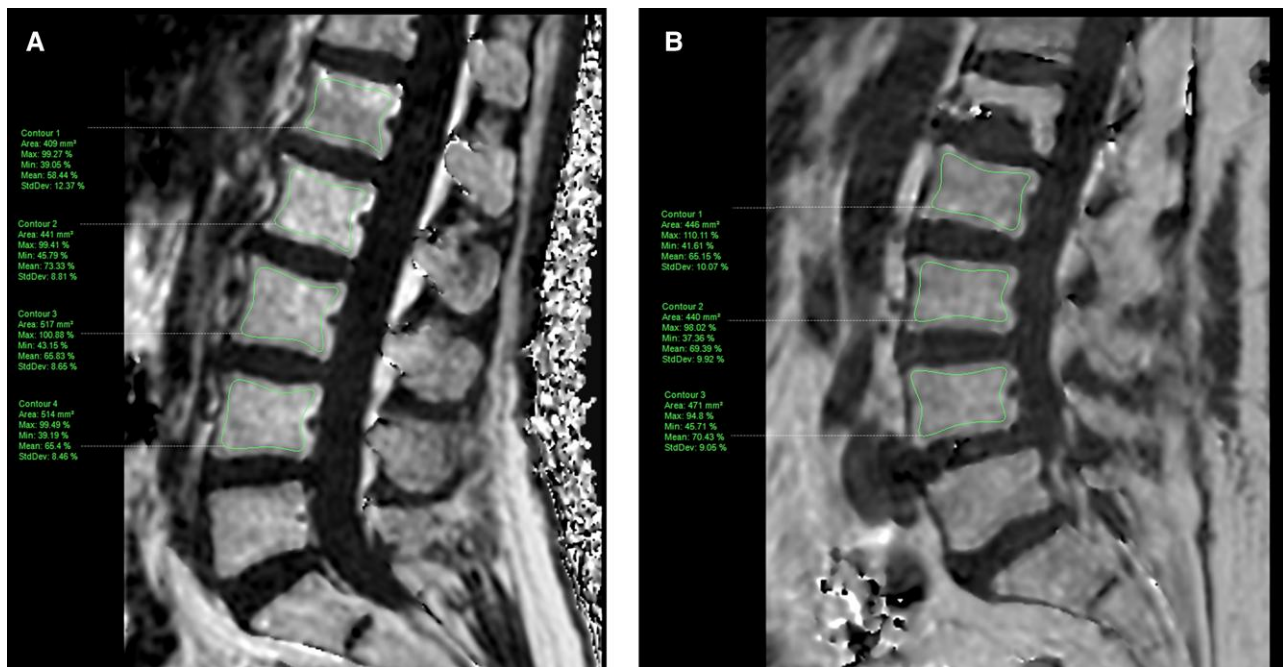 A
Contour 1
Area: 409 mm²
Max: 99.27 %
Min: 39.05 %
Mean: 58.44 %
StdDev: 12.37 %
Contour 2
Area: 441 mm²
Max: 99.41 %
Min: 45.79 %
Mean: 73.33 %
StdDev: 8.81 %
Contour 3
Area: 517 mm²
Max: 100.88 %
Min: 43.15 %
Mean: 65.83 %
StdDev: 8.65 %
Contour 4
Area: 514 mm²
Max: 99.49 %
Min: 39.19 %
Mean: 65.4 %
StdDev: 8.46 %
B
Contour 1
Area: 446 mm²
Max: 110.11 %
Min: 41.61 %
Mean: 65.15 %
StdDev: 10.07 %
Contour 2
Area: 440 mm²
Max: 98.02 %
Min: 37.36 %
Mean: 69.39 %
StdDev: 9.92 %
Contour 3
Area: 471 mm²
Max: 94.8 %
Min: 45.71 %
Mean: 70.43 %
StdDev: 9.05 %